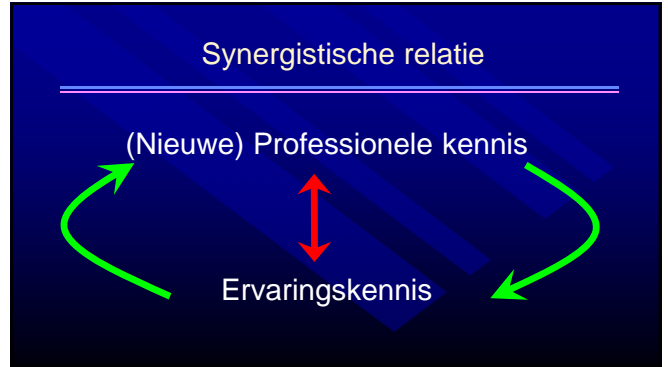 Synergistische relatie
(Nieuwe) Professionele kennis
Ervaringskennis